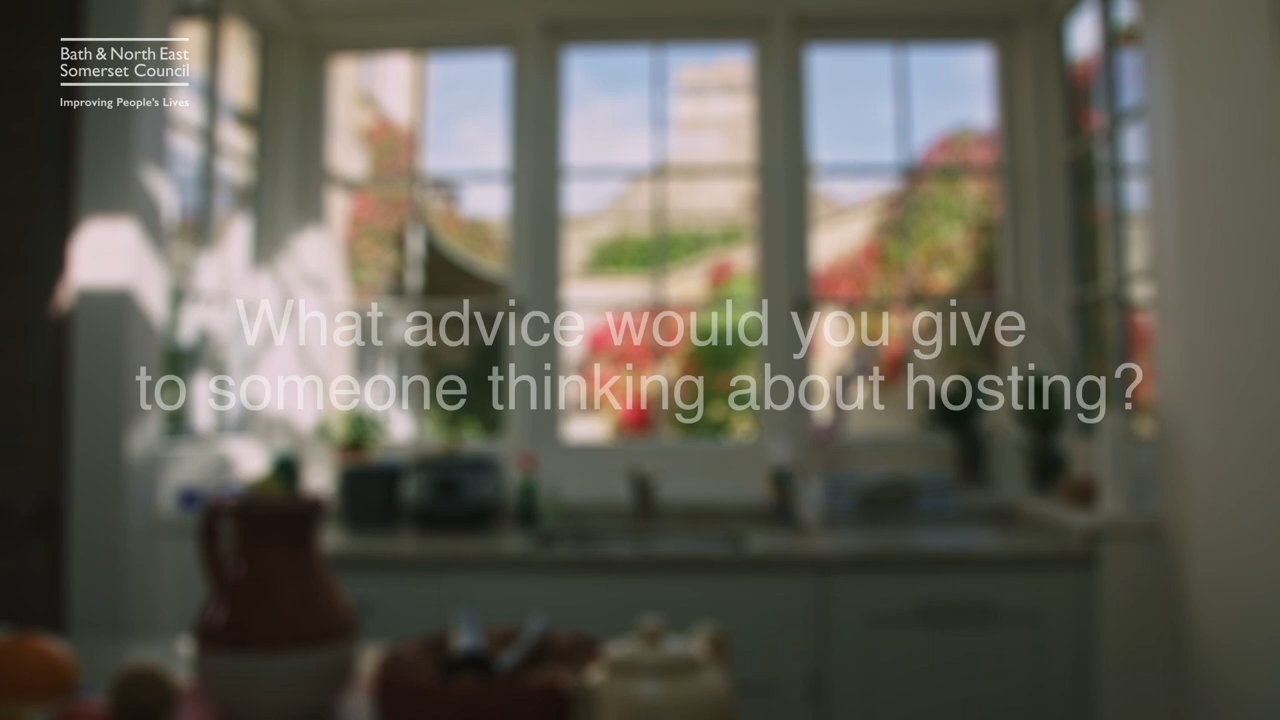 Bath & North East
Somerset Council
Improving People's Lives
What advice would you give
to someone thinking about hosting?